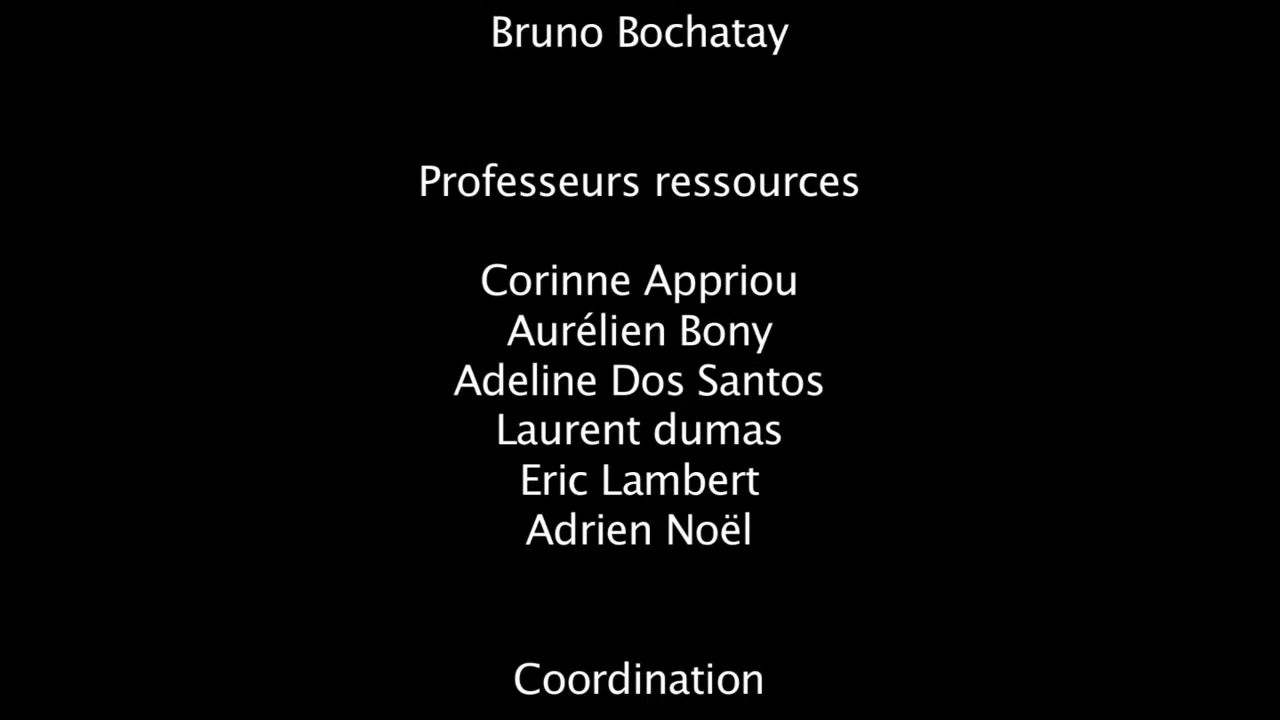 Bruno Bochatay
Professeurs ressources
Corinne Appriou
Aurélien Bony
Adeline Dos Santos
Laurent dumas
Eric Lambert
Adrien Noël
Coordination